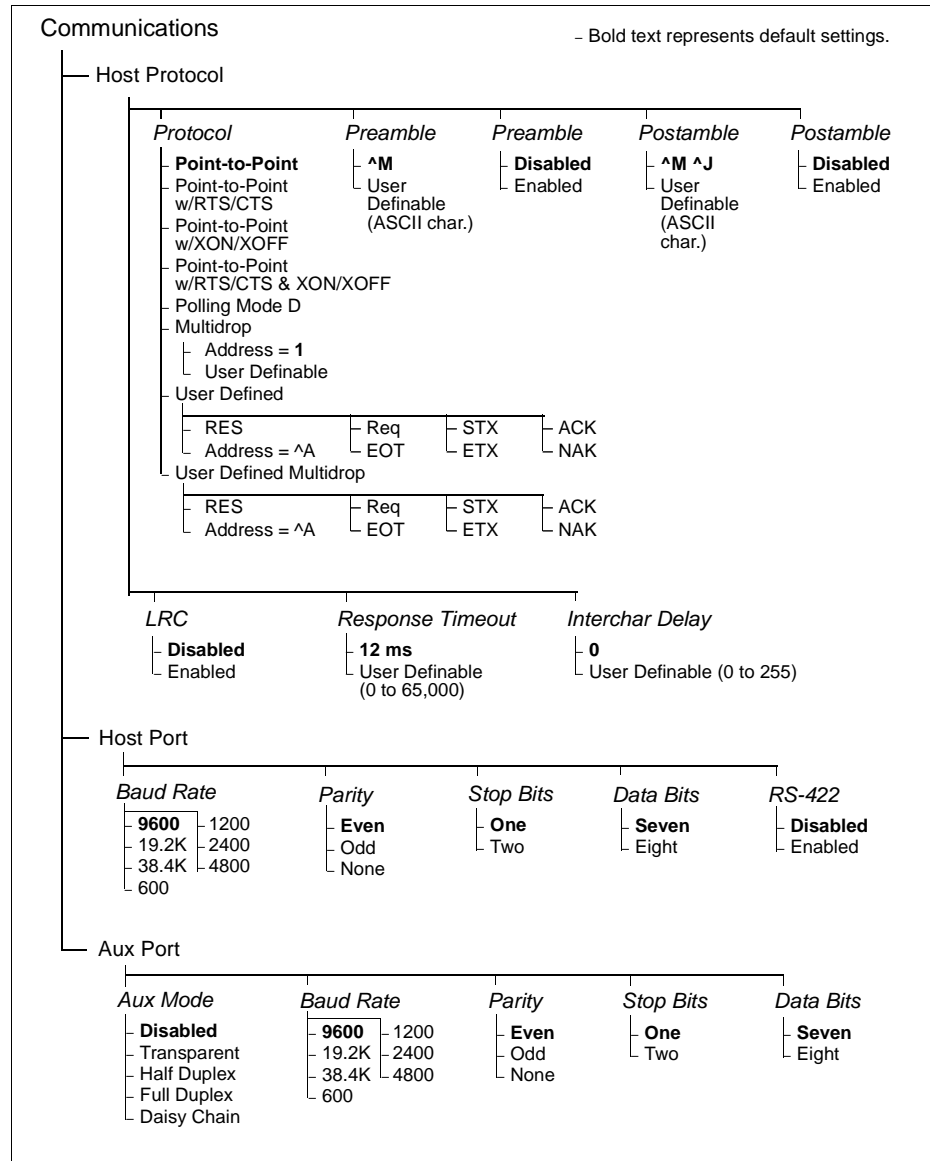 Communications
– Bold text represents default settings.
Host Protocol
Protocol Preamble Preamble Postamble Postamble
Point-to-Point
Point-to-Point
w/RTS/CTS
Point-to-Point
w/XON/XOFF
Point-to-Point
w/RTS/CTS & XON/XOFF
Polling Mode D
Multidrop
Address = 1
User Definable
User Defined
RES Req STX ACK
Address = ^A EOT ETX NAK
User Defined Multidrop
RES Req STX ACK
Address = ^A EOT ETX NAK
^M
User
Definable
(ASCII char.)
Disabled
Enabled
^M ^J
User
Definable
(ASCII
char.)
Disabled
Enabled
LRC Response Timeout Interchar Delay
Disabled
Enabled
12 ms
User Definable
(0 to 65,000)
0
User Definable (0 to 255)
Host Port
Baud Rate Parity Stop Bits Data Bits RS-422
9600 1200
19.2K 2400
38.4K 4800
600
Even
Odd
None
One
Two
Seven
Eight
Disabled
Enabled
Aux Port
Aux Mode Baud Rate Parity Stop Bits Data Bits
Disabled
Transparent
Half Duplex
Full Duplex
Daisy Chain
9600 1200
19.2K 2400
38.4K 4800
600
Even
Odd
None
One
Two
Seven
Eight